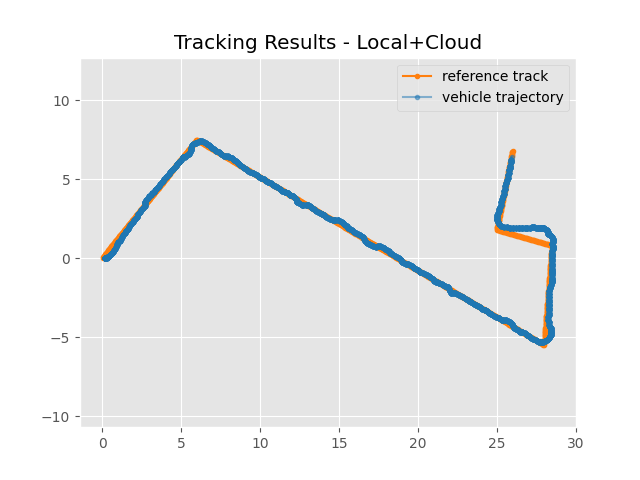 Tracking Results - Local+Cloud
reference track
vehicle trajectory
10
5
0
−5
−10
0 5 10 15 20 25 30